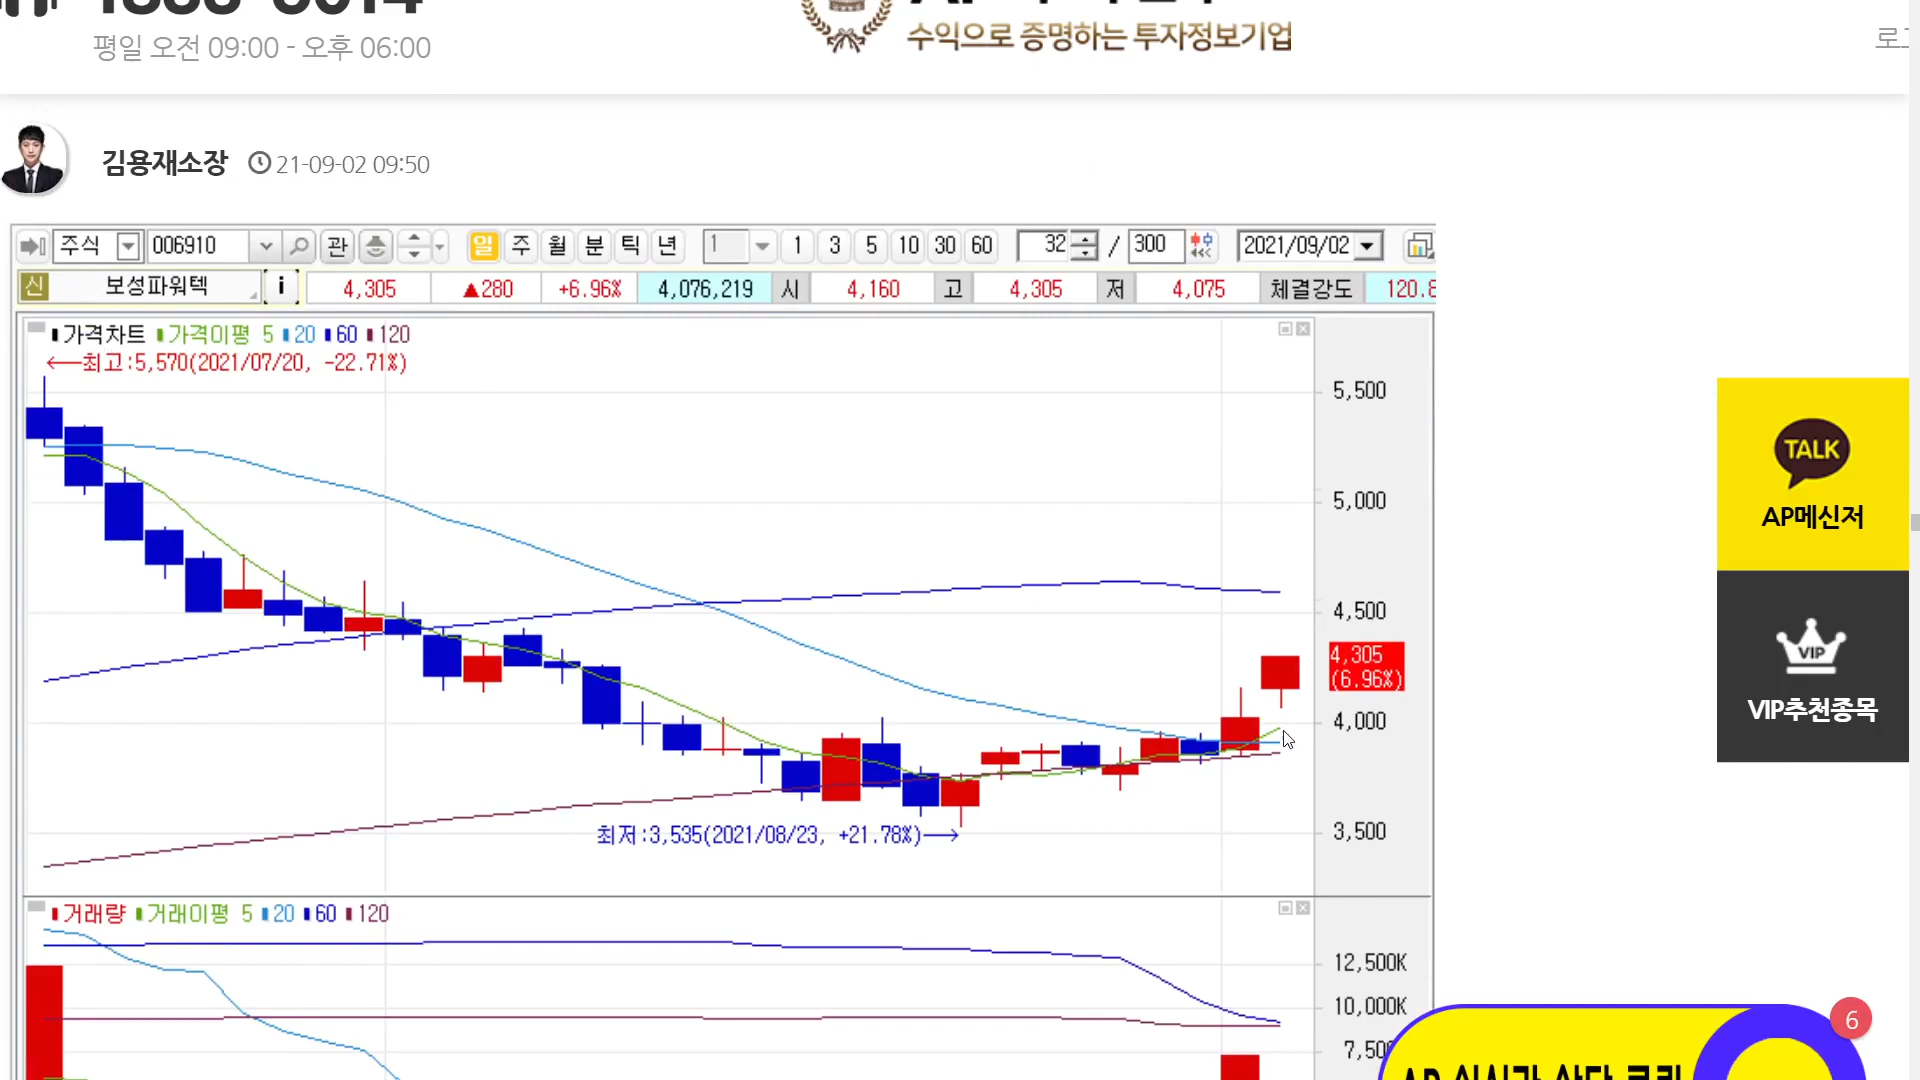 평일 오전 09:00 - 오후 06:00
수익으로 증명하는 투자정보기업
김용재소장 21-09-02 09:50
주식 006910 관 일 주 월 분 틱 년 1 1 3 5 10 30 60 32 / 300 2021/09/02
신 보성파워텍 i 4,305 ▲280 +6.96% 4,076,219 시 4,160 고 4,305 저 4,075 체결강도
가격차트 가격이평 5 20 60 120
←최고:5,570(2021/07/20, -22.71%)
5,500
TALK
5,000
AP메신저
4,500
4,305
(6.96%)
VIP
VIP추천종목
4,000
최저:3,535(2021/08/23, +21.78%)→
3,500
거래량 거래이평 5 20 60 120
12,500K
10,000K
6